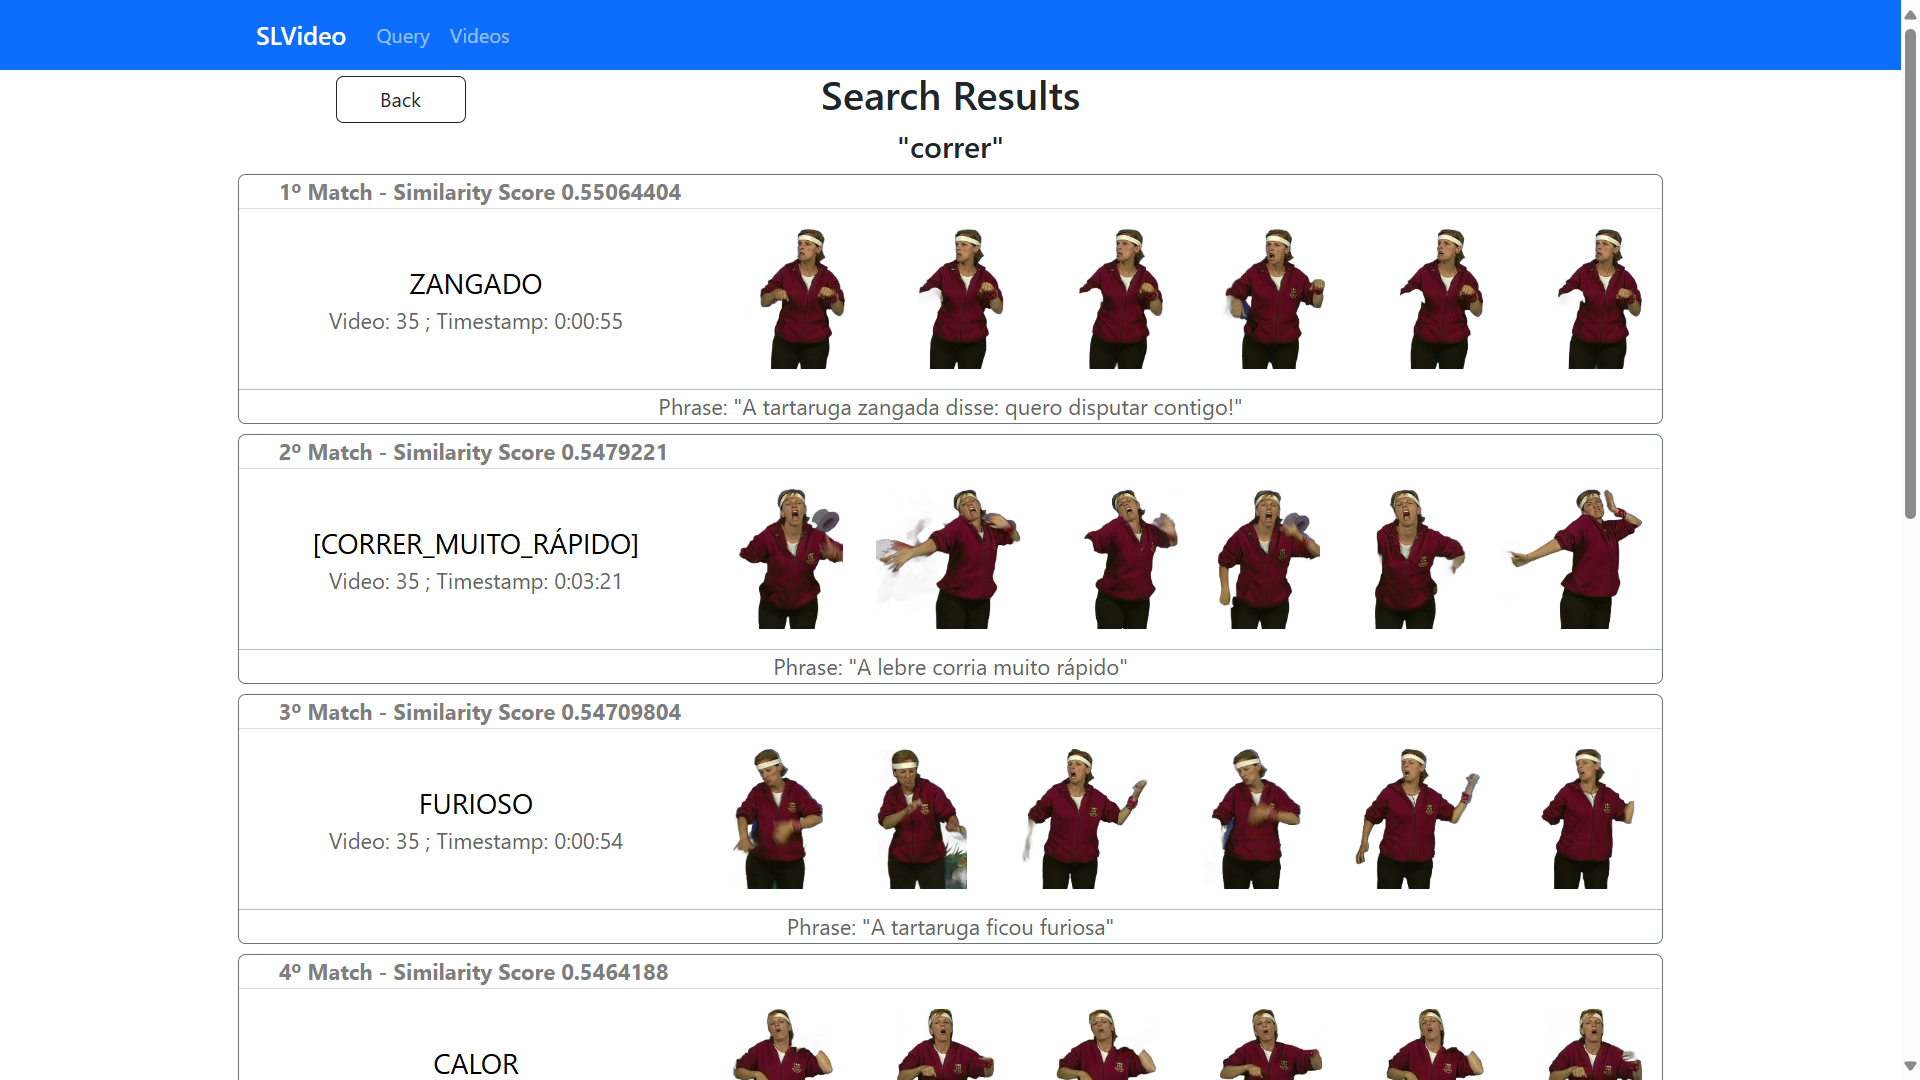 SLVideo Query Videos
Back
Search Results
"correr"
1º Match - Similarity Score 0.55064404
ZANGADO
Video: 35 ; Timestamp: 0:00:55
Phrase: "A tartaruga zangada disse: quero disputar contigo!"
2º Match - Similarity Score 0.5479221
[CORRER_MUITO_RÁPIDO]
Video: 35 ; Timestamp: 0:03:21
Phrase: "A lebre corria muito rápido"
3º Match - Similarity Score 0.54709804
FURIOSO
Video: 35 ; Timestamp: 0:00:54
Phrase: "A tartaruga ficou furiosa"
4º Match - Similarity Score 0.5464188
CALOR